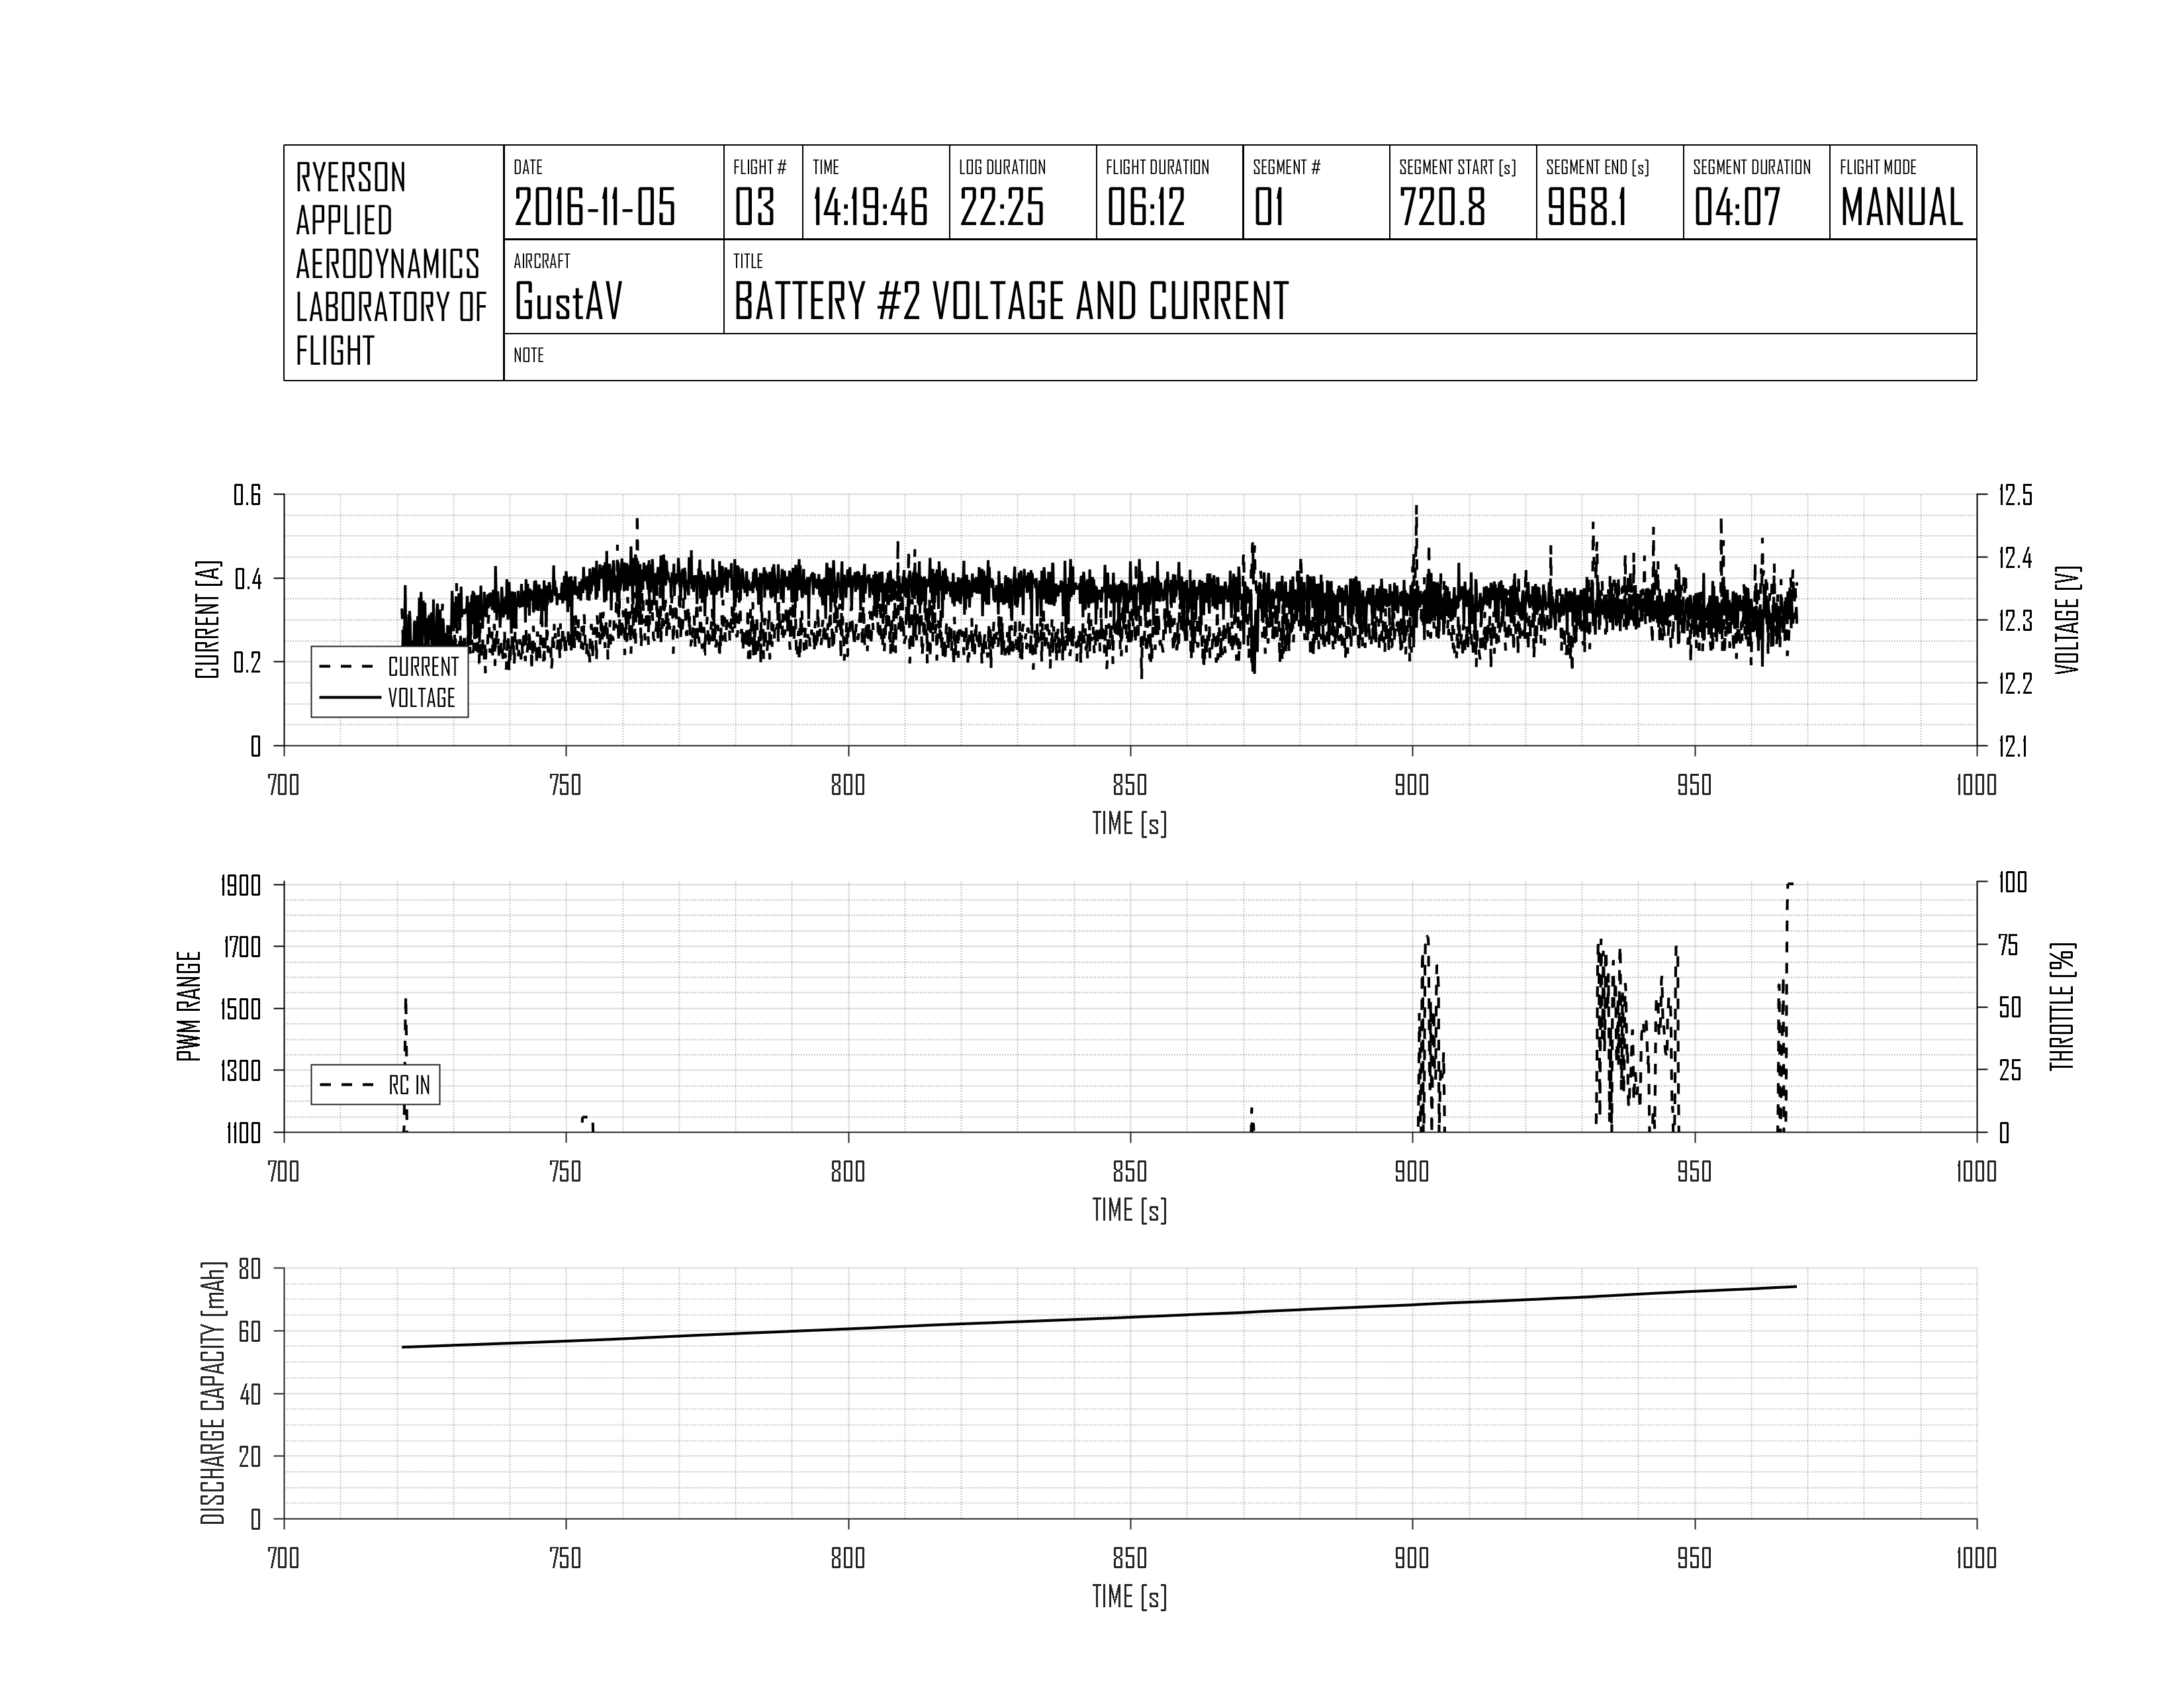 RYERSON
APPLIED
AERODYNAMICS
LABORATORY OF
FLIGHT
DATE
2016-11-05
FLIGHT #
03
TIME
14:19:46
LOG DURATION
22:25
FLIGHT DURATION
06:12
SEGMENT #
01
SEGMENT START [s]
720.8
SEGMENT END [s]
968.1
SEGMENT DURATION
04:07
FLIGHT MODE
MANUAL
AIRCRAFT
GustAV
TITLE
BATTERY #2 VOLTAGE AND CURRENT
NOTE
CURRENT [A]
0.6
0.4
0.2
0
12.5
12.4
12.3
12.2
12.1
VOLTAGE [V]
CURRENT
VOLTAGE
700 750 800 850 900 950 1000
TIME [s]
PWM RANGE
1900
1700
1500
1300
1100
100
75
50
25
0
THROTTLE [%]
RC IN
700 750 800 850 900 950 1000
TIME [s]
DISCHARGE CAPACITY [mAh]
80
60
40
20
0
700 750 800 850 900 950 1000
TIME [s]